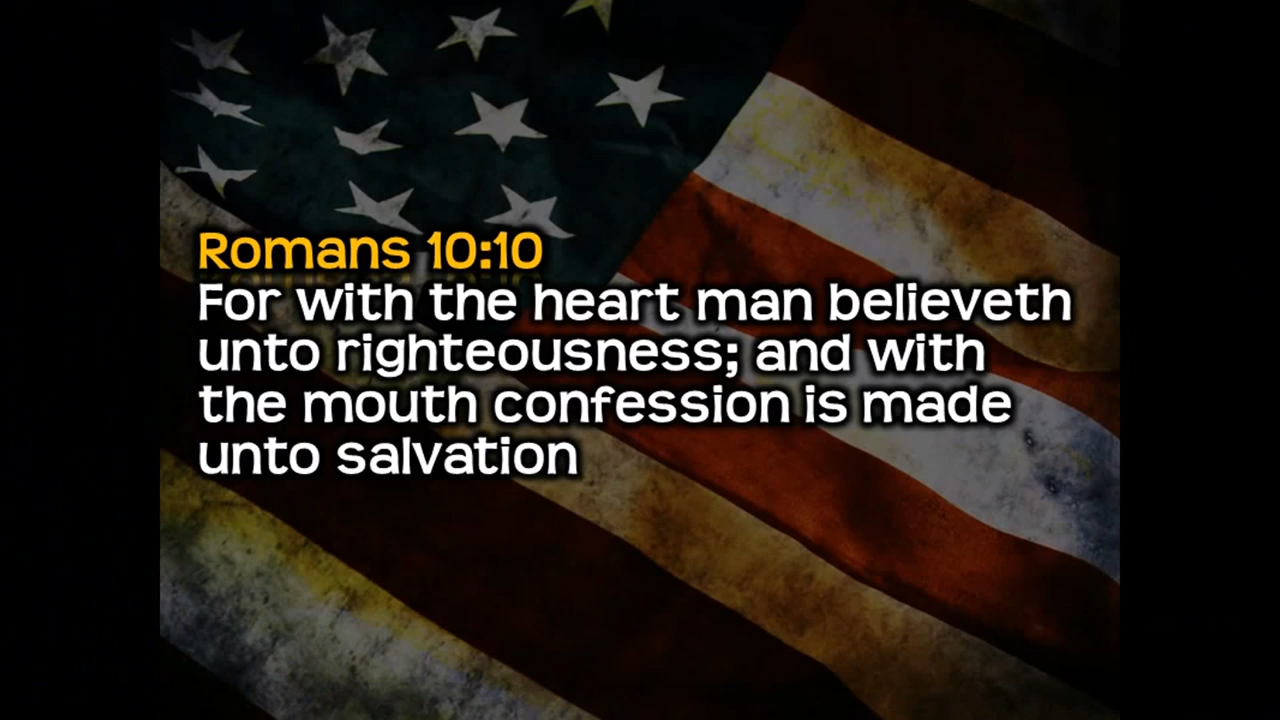 Romans 10:10
For with the heart man believeth
unto righteousness; and with
the mouth confession is made
unto salvation